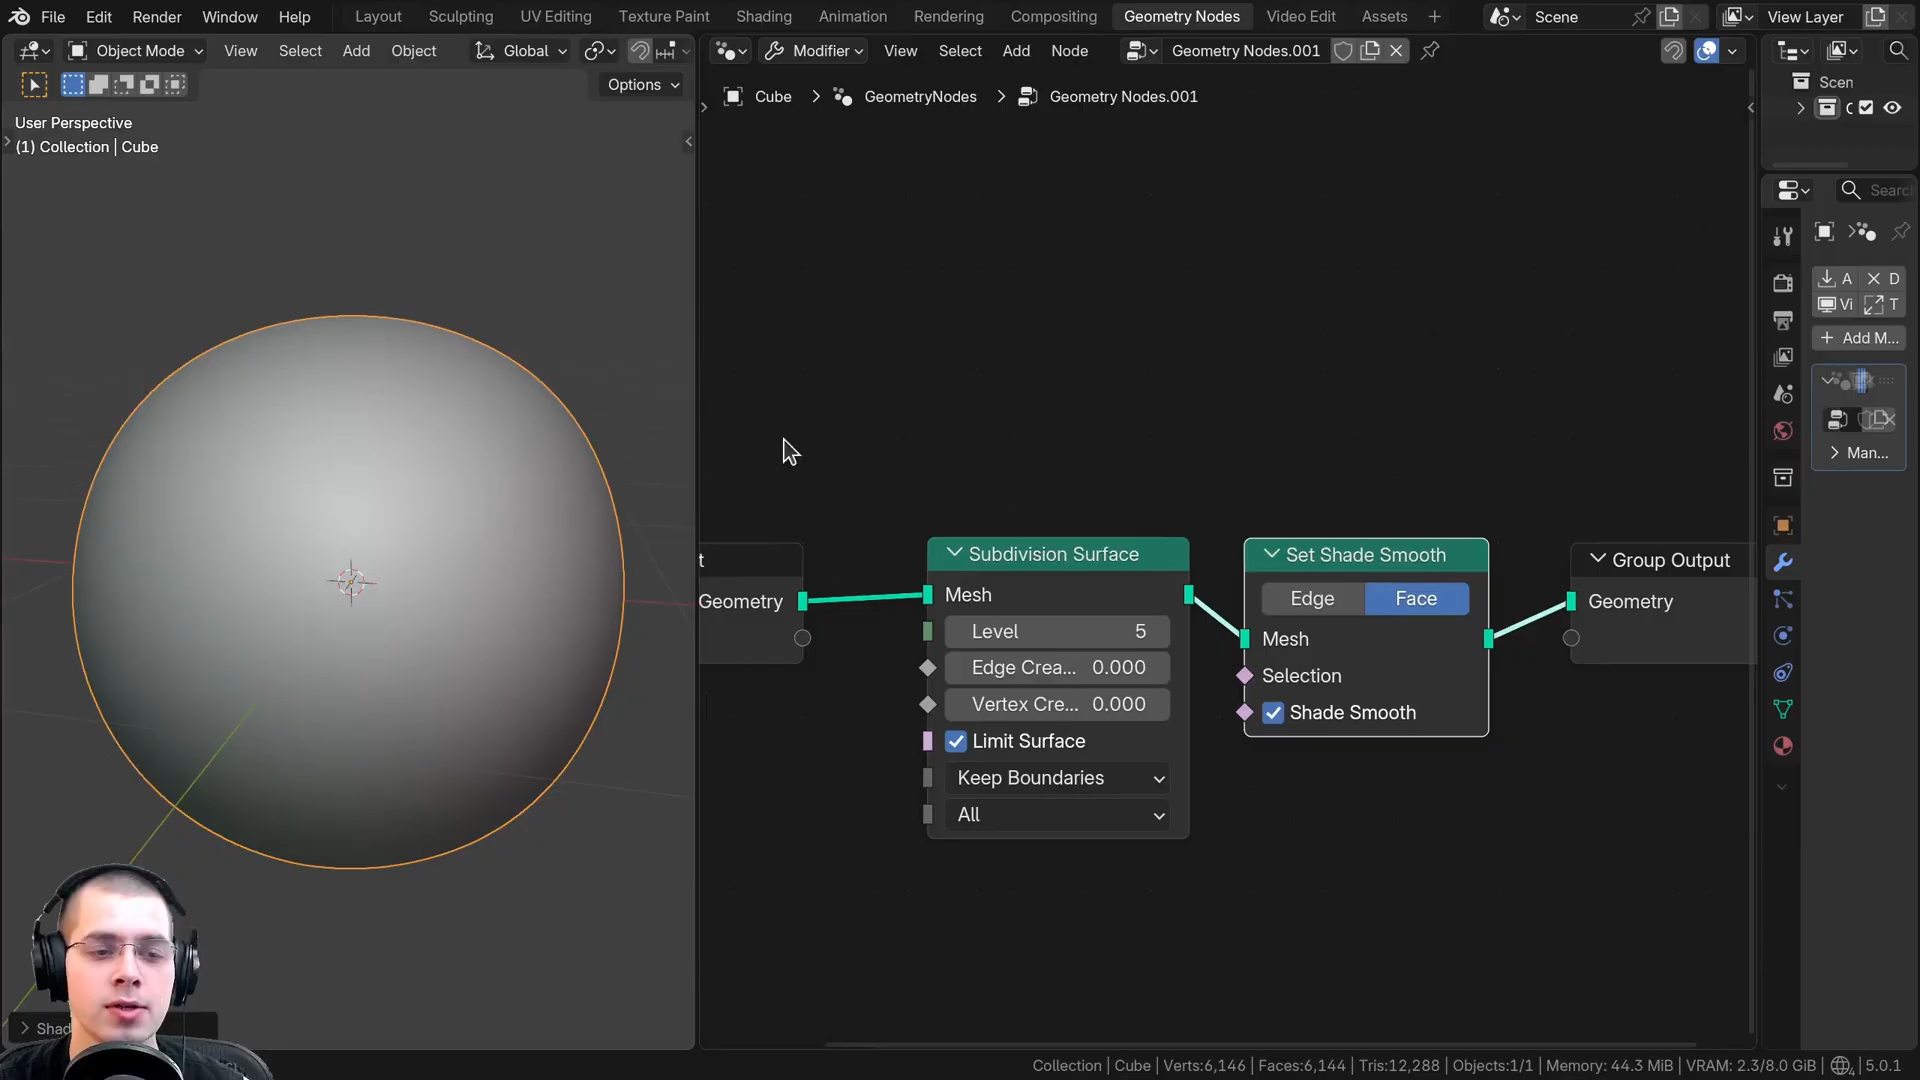 File Edit Render Window Help Layout Sculpting UV Editing Texture Paint Shading Animation Rendering Compositing Geometry Nodes Video Edit Assets + Scene View Layer
Object Mode View Select Add Object Global Modifier View Select Add Node Geometry Nodes.001
Options
Cube > GeometryNodes > Geometry Nodes.001
Scen
C
User Perspective
(1) Collection | Cube
Searc
A D
Vi T
+ Add M...
Man...
t
Geometry
Subdivision Surface
Mesh
Level 5
Edge Crea... 0.000
Vertex Cre... 0.000
Limit Surface
Keep Boundaries
All
Set Shade Smooth
Edge Face
Mesh
Selection
Shade Smooth
Group Output
Geometry
Shad
Collection | Cube | Verts:6,146 | Faces:6,144 | Tris:12,288 | Objects:1/1 | Memory: 44.3 MiB | VRAM: 2.3/8.0 GiB | 4 | 5.0.1